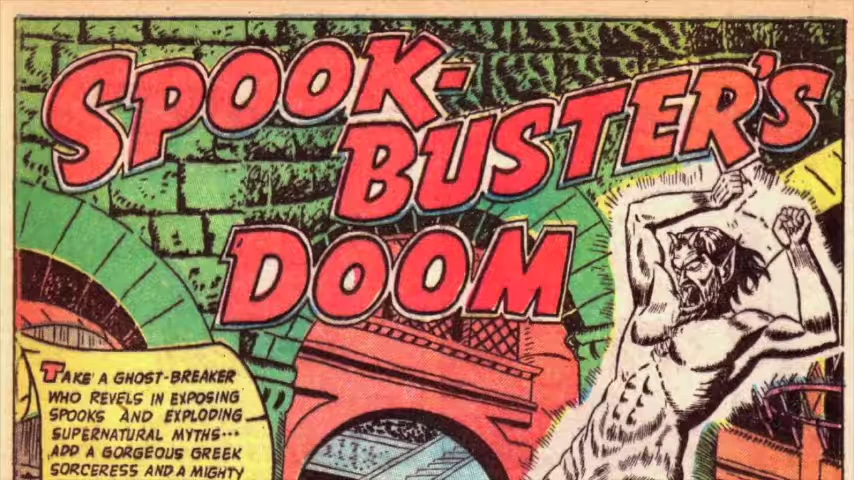 SPOOK-
BUSTER'S
DOOM
TAKE A GHOST-BREAKER
WHO REVELS IN EXPOSING
SPOOKS AND EXPLODING
SUPERNATURAL MYTHS...
ADD A GORGEOUS GREEK
SORCERESS AND A MIGHTY